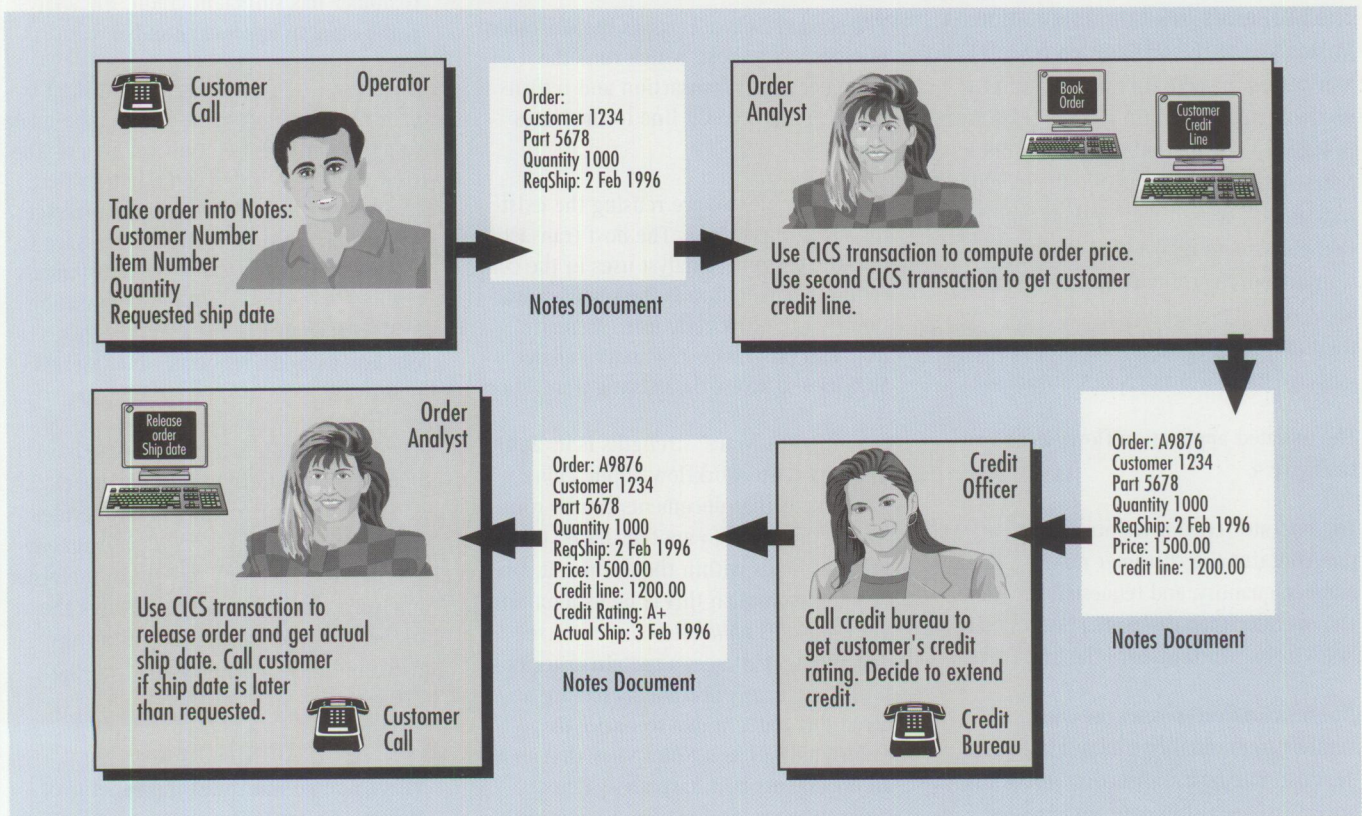 Customer
Call
Operator
Take order into Notes:
Customer Number
Item Number
Quantity
Requested ship date
Order:
Customer 1234
Part 5678
Quantity 1000
ReqShip: 2 Feb 1996
Notes Document
Order
Analyst
Book
Order
Customer
Credit
Line
Use CICS transaction to compute order price.
Use second CICS transaction to get customer
credit line.
Order: A9876
Customer 1234
Part 5678
Quantity 1000
ReqShip: 2 Feb 1996
Price: 1500.00
Credit line: 1200.00
Notes Document
Credit
Officer
Call credit bureau to
get customer's credit
rating. Decide to extend
credit.
Credit
Bureau
Order: A9876
Customer 1234
Part 5678
Quantity 1000
ReqShip: 2 Feb 1996
Price: 1500.00
Credit line: 1200.00
Credit Rating: A+
Actual Ship: 3 Feb 1996
Notes Document
Release
order
Ship date
Order
Analyst
Use CICS transaction to
release order and get actual
ship date. Call customer
if ship date is later
than requested.
Customer
Call